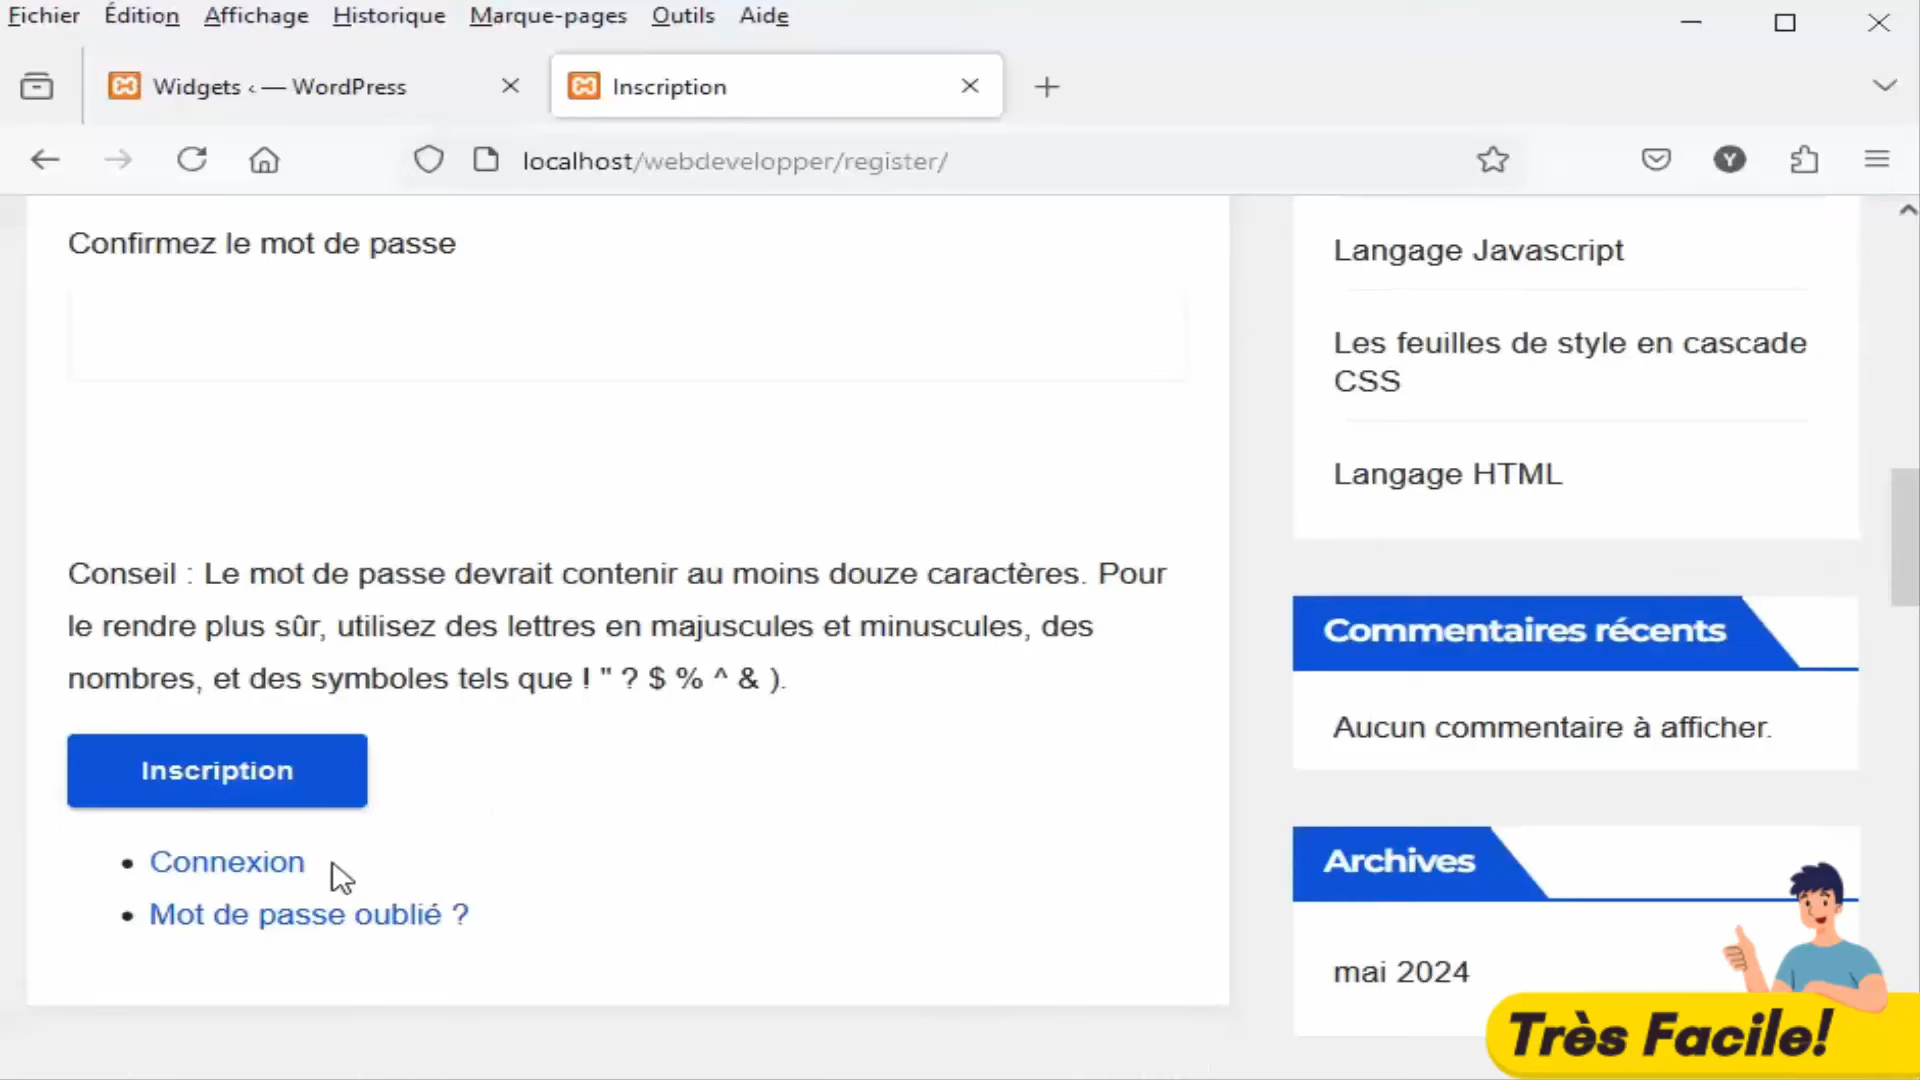 Fichier Édition Affichage Historique Marque-pages Outils Aide
Widgets ‹ — WordPress
Inscription
localhost/webdevelopper/register/
Y
Confirmez le mot de passe
Conseil : Le mot de passe devrait contenir au moins douze caractères. Pour
le rendre plus sûr, utilisez des lettres en majuscules et minuscules, des
nombres, et des symboles tels que ! " ? $ % ^ & ).
Inscription
Connexion
Mot de passe oublié ?
Langage Javascript
Les feuilles de style en cascade
CSS
Langage HTML
Commentaires récents
Aucun commentaire à afficher.
Archives
mai 2024
Très Facile!